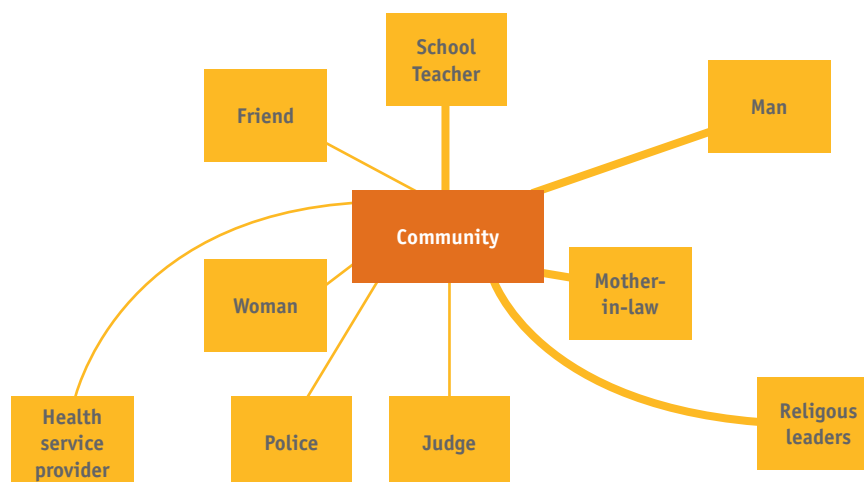 School
Teacher
Man
Friend
Community
Mother-
in-law
Woman
Religous
leaders
Health
service
provider
Police
Judge